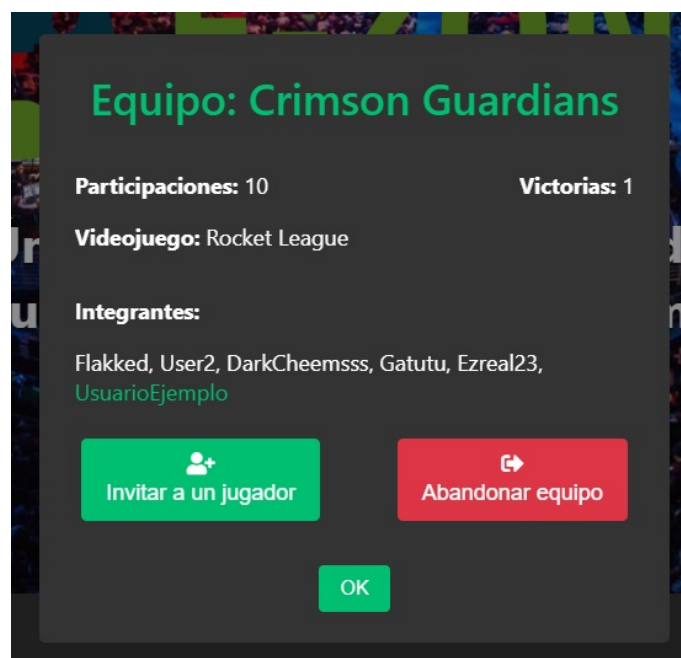 Equipo: Crimson Guardians
Participaciones: 10 Victorias: 1
Videojuego: Rocket League
Integrantes:
Flakked, User2, DarkCheemsss, Gatutu, Ezreal23,
UsuarioEjemplo
Invitar a un jugador
Abandonar equipo
OK